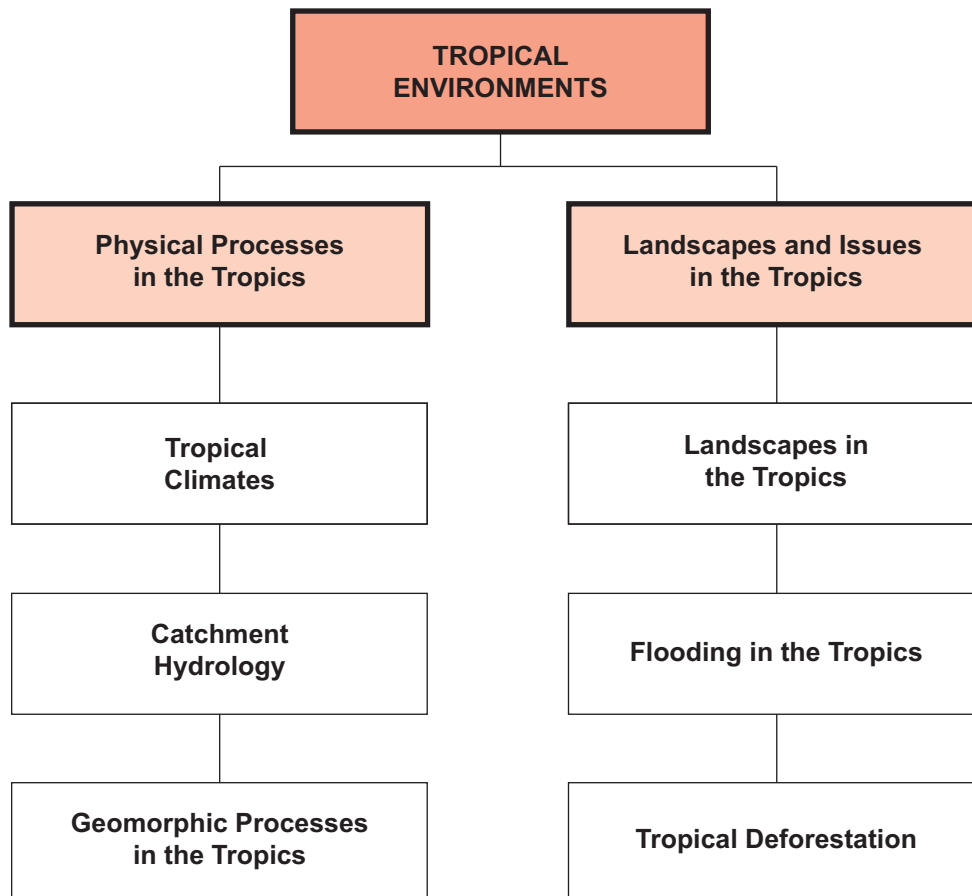 TROPICAL
ENVIRONMENTS
Physical Processes
in the Tropics
Tropical
Climates
Catchment
Hydrology
Geomorphic Processes
in the Tropics
Landscapes and Issues
in the Tropics
Landscapes in
the Tropics
Flooding in the Tropics
Tropical Deforestation